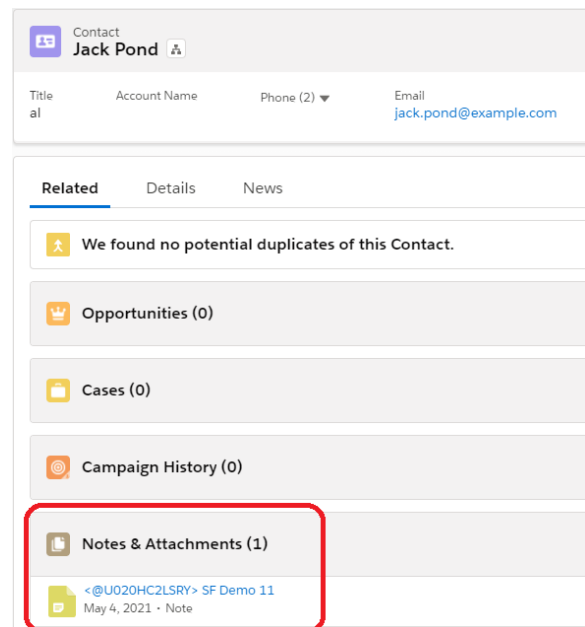 Contact
Jack Pond
Title
Account Name
Phone (2)
Email
al
jack.pond@example.com
Related
Details
News
We found no potential duplicates of this Contact.
Opportunities (0)
Cases (0)
Campaign History (0)
Notes & Attachments (1)
<@U020HC2LSRY> SF Demo 11
May 4, 2021 • Note